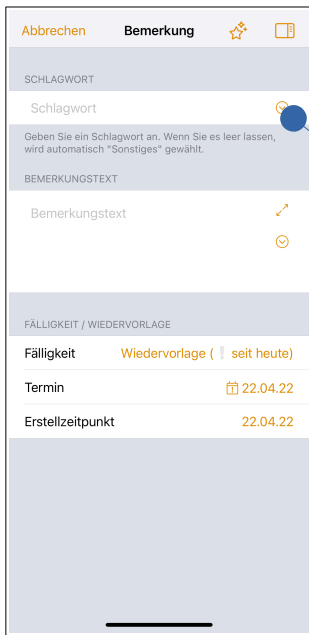 Abbrechen Bemerkung
SCHLAGWORT
Schlagwort
Geben Sie ein Schlagwort an. Wenn Sie es leer lassen,
wird automatisch "Sonstiges" gewählt.
BEMERKUNGSTEXT
Bemerkungstext
FÄLLIGKEIT / WIEDERVORLAGE
Fälligkeit Wiedervorlage (❕ seit heute)
Termin 22.04.22
Erstellzeitpunkt 22.04.22